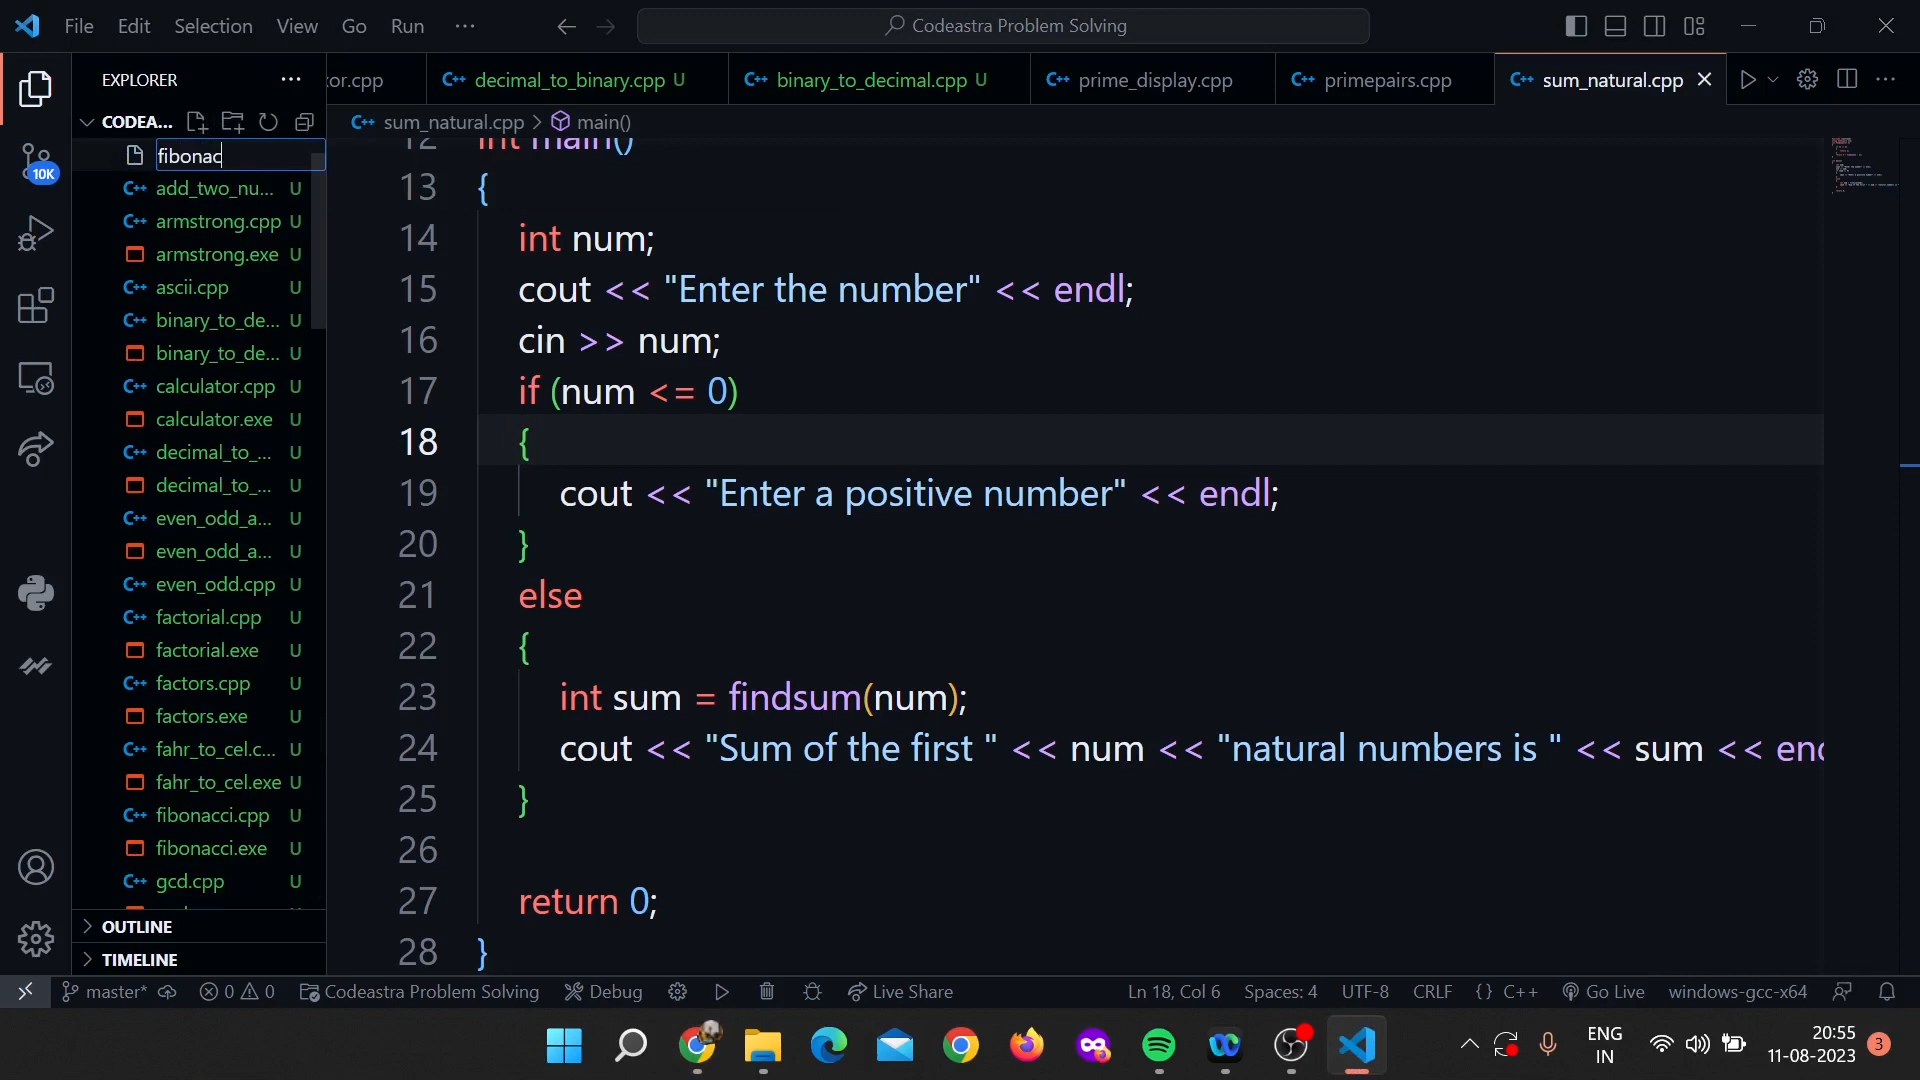 File Edit Selection View Go Run ··· Codeastra Problem Solving
EXPLORER ···
tor.cpp decimal_to_binary.cpp U binary_to_decimal.cpp U prime_display.cpp primepairs.cpp sum_natural.cpp ···
CODEA...
10K
fibonac
add_two_nu... U
armstrong.cpp U
armstrong.exe U
ascii.cpp U
binary_to_de... U
binary_to_de... U
calculator.cpp U
calculator.exe U
decimal_to_... U
decimal_to_... U
even_odd_a... U
even_odd_a... U
even_odd.cpp U
factorial.cpp U
factorial.exe U
factors.cpp U
factors.exe U
fahr_to_cel.c... U
fahr_to_cel.exe U
fibonacci.cpp U
fibonacci.exe U
gcd.cpp U
OUTLINE
TIMELINE
sum_natural.cpp > main()
12 int main()
13 {
14 int num;
15 cout << "Enter the number" << endl;
16 cin >> num;
17 if (num <= 0)
18 {
19 cout << "Enter a positive number" << endl;
20 }
21 else
22 {
23 int sum = findsum(num);
24 cout << "Sum of the first " << num << "natural numbers is " << sum << end
25 }
26
27 return 0;
28 }
master* 0 0 Codeastra Problem Solving Debug Live Share Ln 18, Col 6 Spaces: 4 UTF-8 CRLF {} C++ Go Live windows-gcc-x64
ENG 20:55
IN 11-08-2023 3